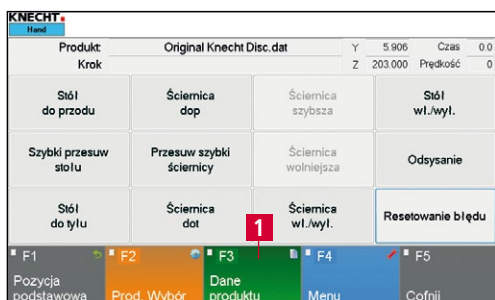 KNECHT
Hand
Produkt: Original Knecht Disc.dat Y 5.906 Czas 0.0
Krok Z 203.000 Prędkość 0
Stół do przodu
Ściernica dop
Ściernica szybsza
Stół wł./wył.
Szybki przesuw stołu
Przesuw szybki ściernicy
Ściernica wolniejsza
Odsysanie
Stół do tyłu
Ściernica dot
Ściernica wł./wył.
Resetowanie błędu
1
F1 F2 F3 F4 F5
Pozycja podstawowa
Prod. Wybór
Dane produktu
Menu
Cofnij